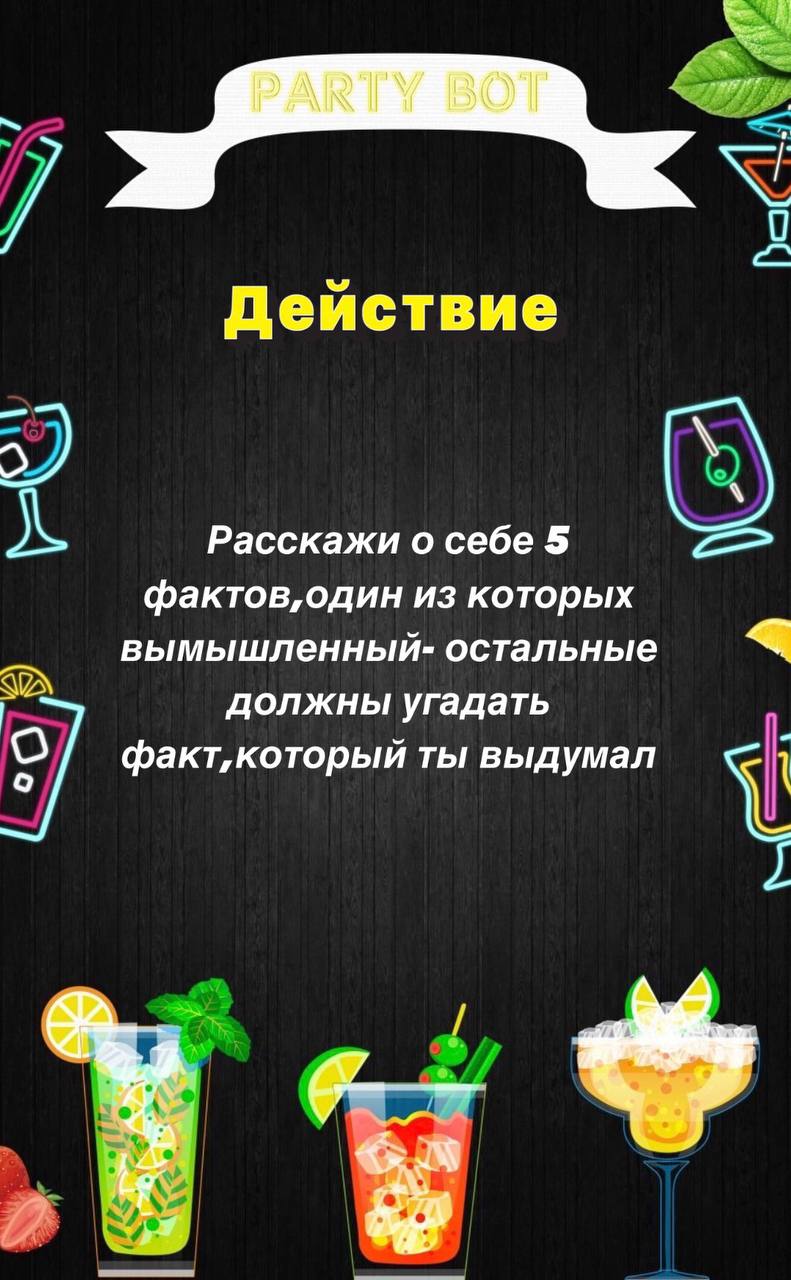 PARTY BOT
Действие
Расскажи о себе 5
фактов,один из которых
вымышленный- остальные
должны угадать
факт,который ты выдумал